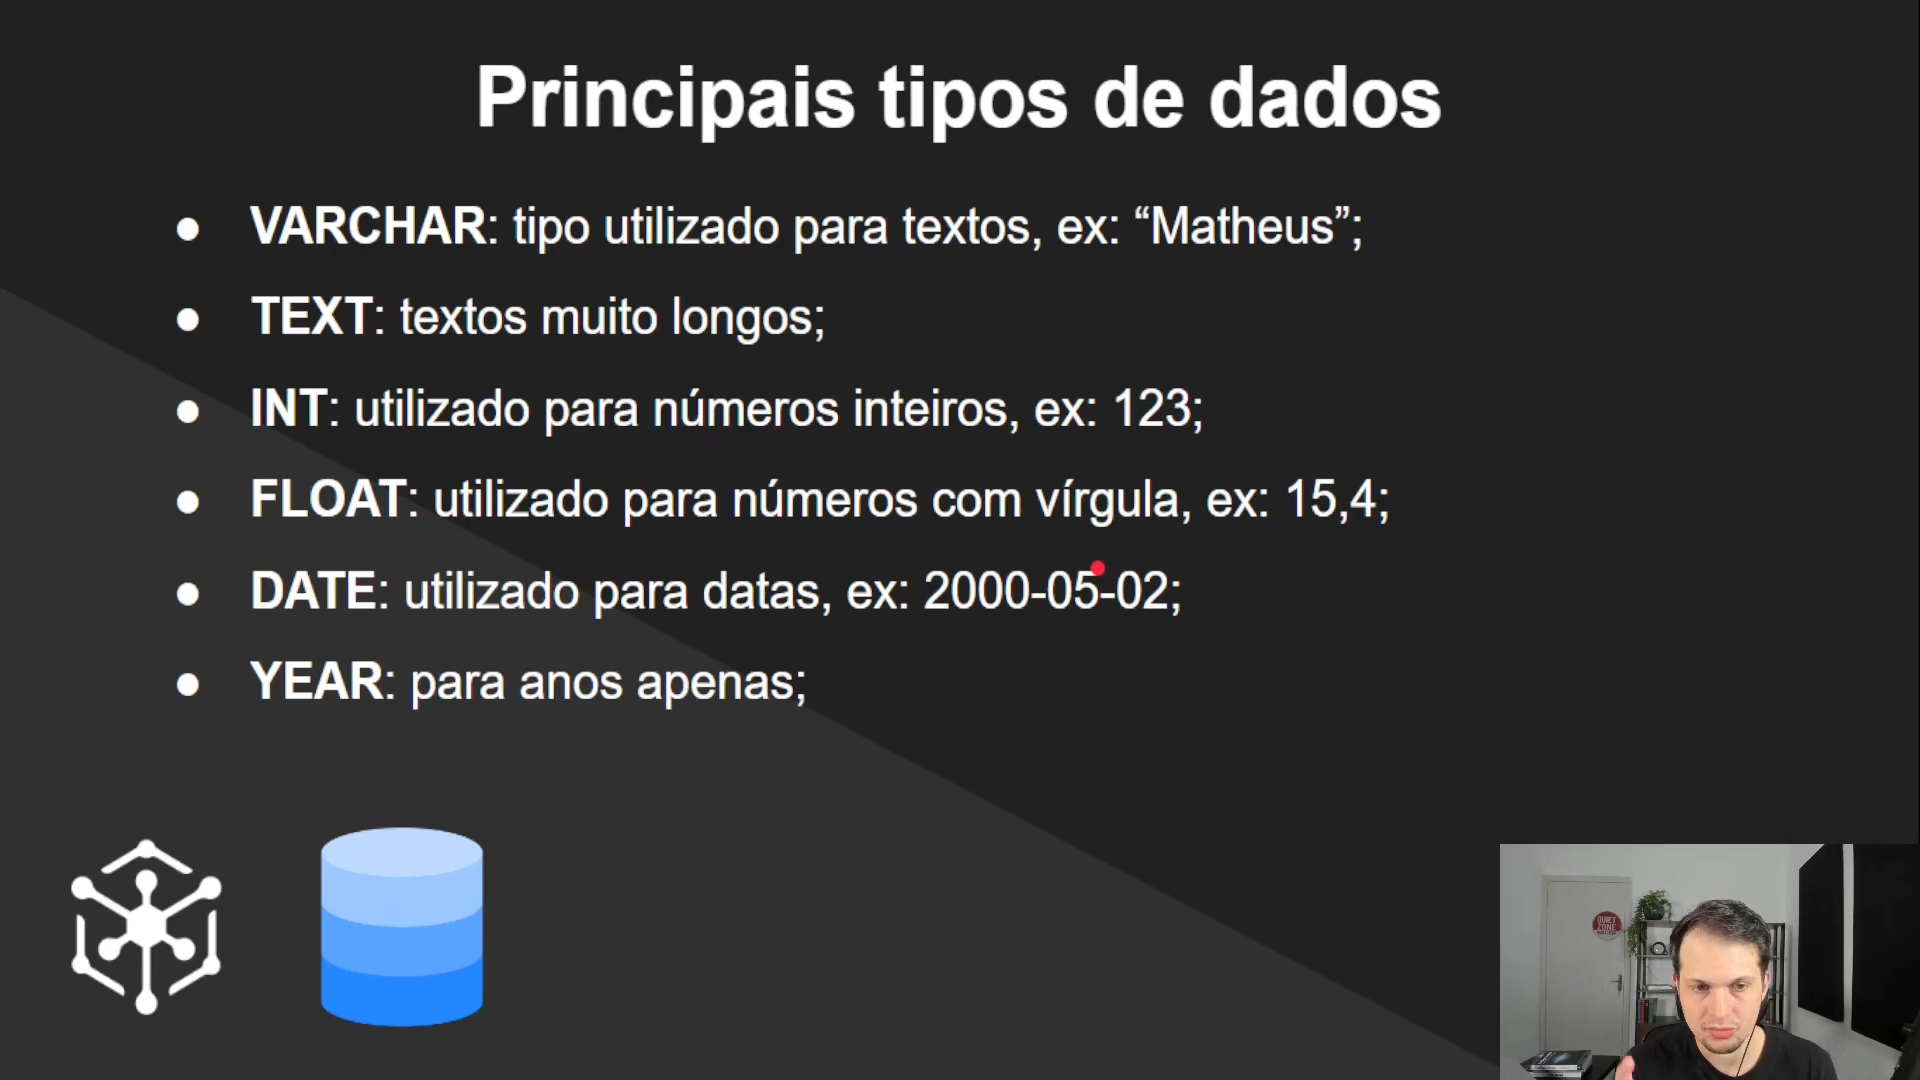 Principais tipos de dados
● VARCHAR: tipo utilizado para textos, ex: “Matheus”;
● TEXT: textos muito longos;
● INT: utilizado para números inteiros, ex: 123;
● FLOAT: utilizado para números com vírgula, ex: 15,4;
● DATE: utilizado para datas, ex: 2000-05-02;
● YEAR: para anos apenas;
QUIET
ZONE